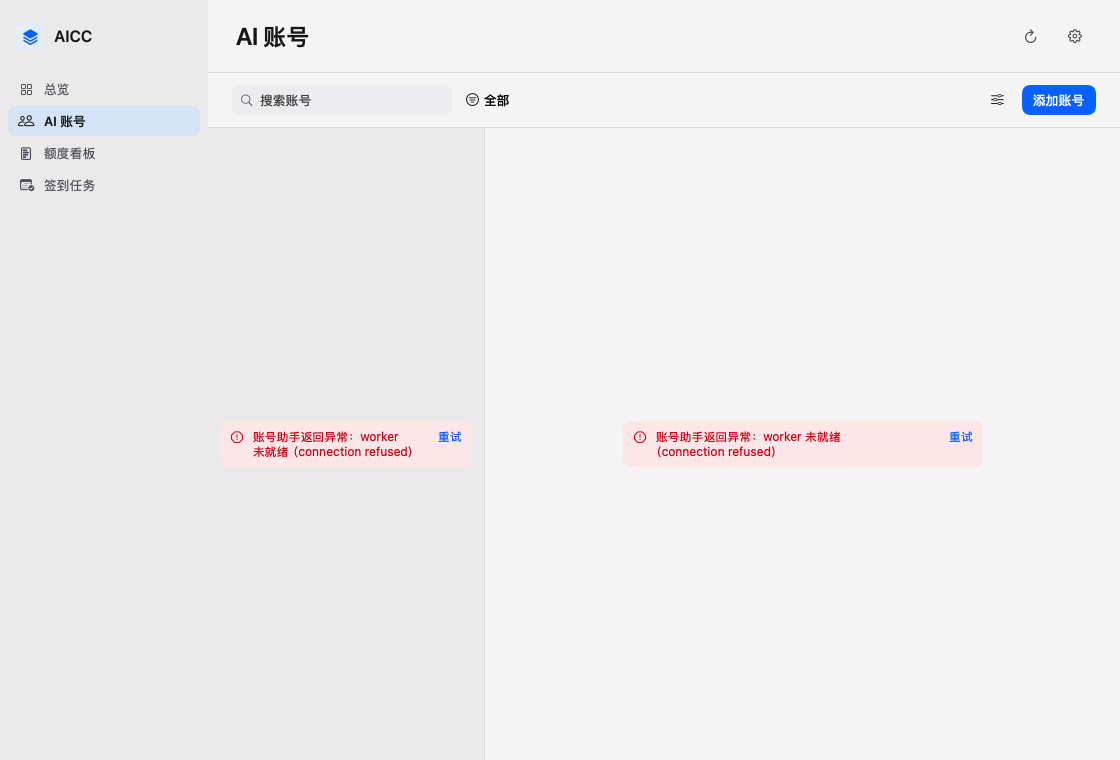 AICC
总览
AI 账号
额度看板
签到任务
AI 账号
搜索账号
全部
添加账号
账号助手返回异常：worker
未就绪 (connection refused)
重试
账号助手返回异常：worker 未就绪
(connection refused)
重试